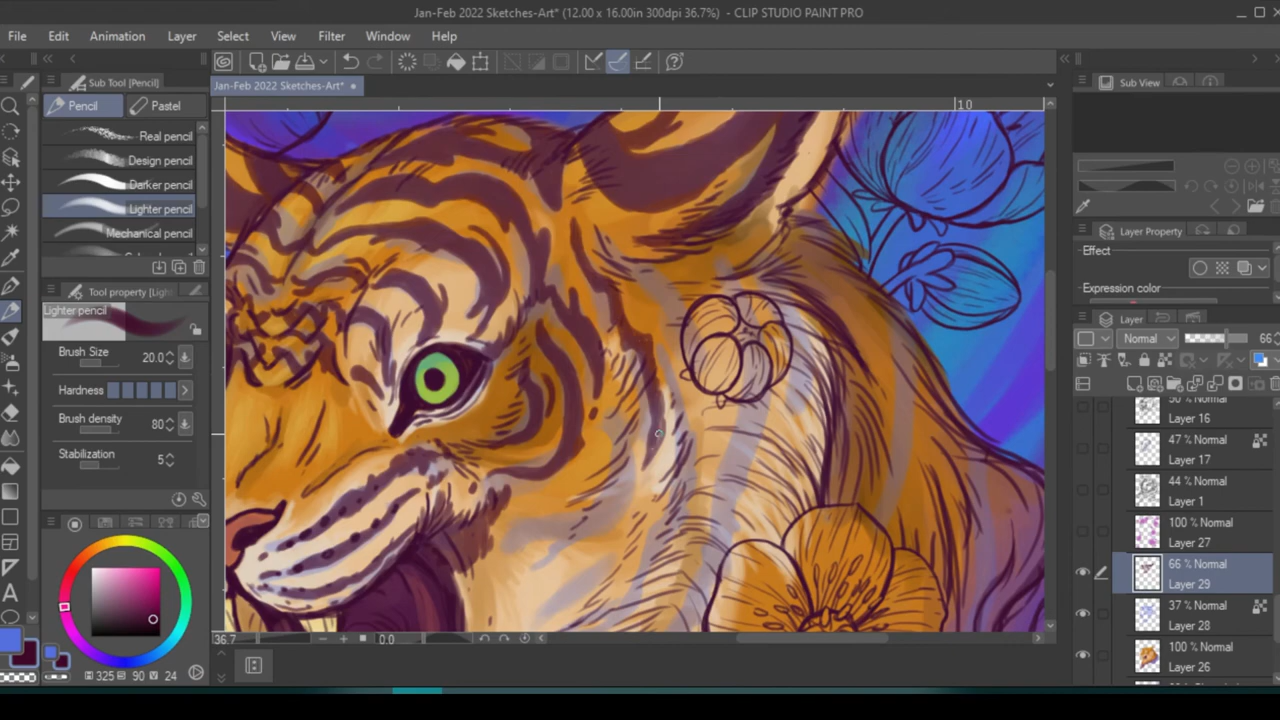 Jan-Feb 2022 Sketches-Art* (12.00 x 16.00in 300dpi 36.7%) - CLIP STUDIO PAINT PRO
File Edit Animation Layer Select View Filter Window Help
Sub Tool [Pencil]
Jan-Feb 2022 Sketches-Art*
Sub View
Pencil Pastel
10
Real pencil
Design pencil
Darker pencil
Lighter pencil
Mechanical pencil
Layer Property
Effect
Expression color
Tool property [Light
Lighter pencil
Layer
Normal 66
Brush Size 20.0
Hardness
Brush density 80
Stabilization 5
Layer 16
47 % Normal
Layer 17
44 % Normal
Layer 1
100 % Normal
Layer 27
66 % Normal
Layer 29
37 % Normal
Layer 28
100 % Normal
Layer 26
36.7 0.0
H 325 S 90 V 24